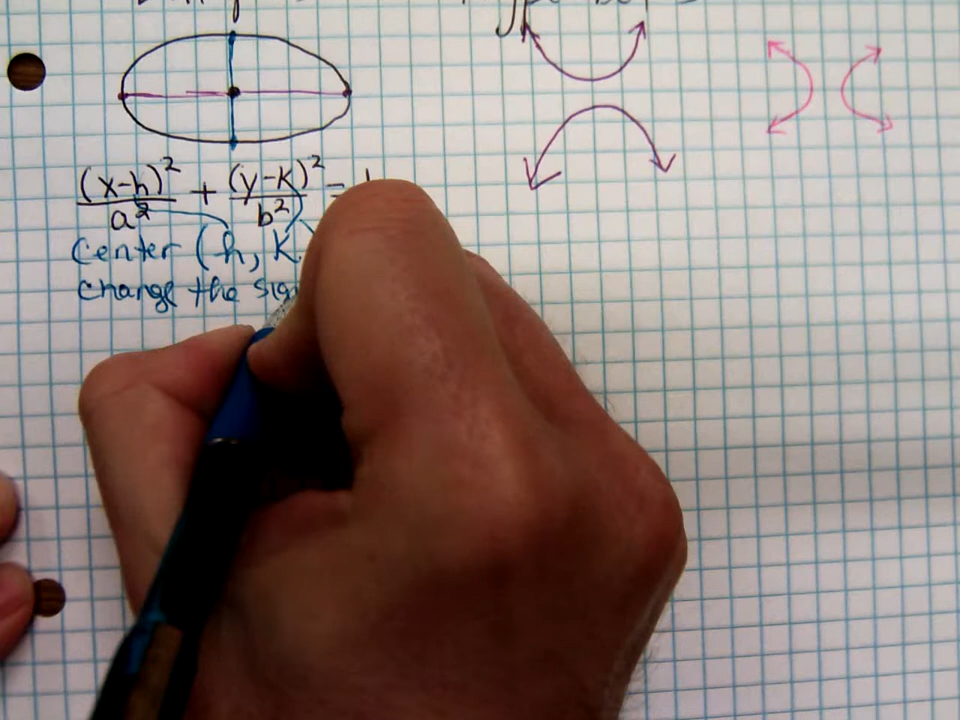 (x-h)² / a² + (y-k)² / b² =
Center (h, K
change the sig